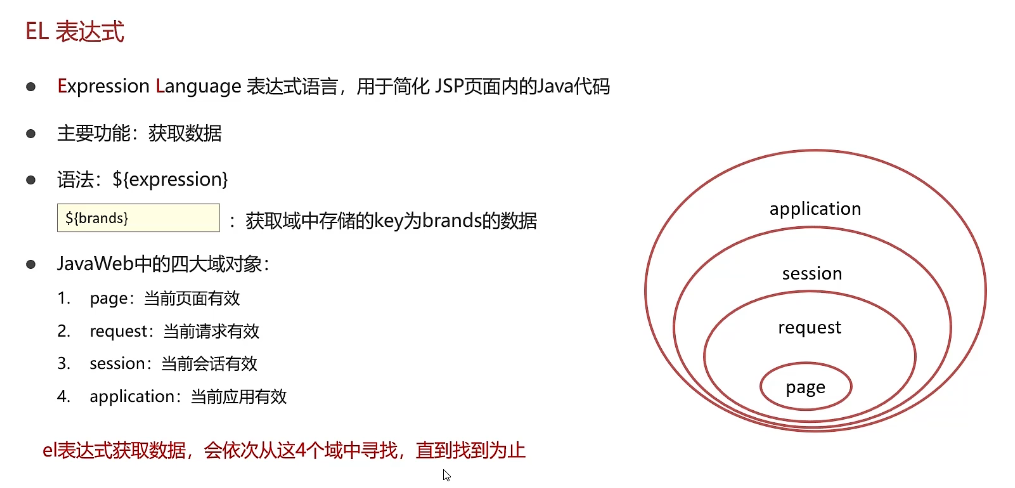 EL 表达式
● Expression Language 表达式语言，用于简化 JSP页面内的Java代码
● 主要功能：获取数据
● 语法：${expression}
${brands} ：获取域中存储的key为brands的数据
● JavaWeb中的四大域对象：
1. page：当前页面有效
2. request：当前请求有效
3. session：当前会话有效
4. application：当前应用有效
el表达式获取数据，会依次从这4个域中寻找，直到找到为止
application
session
request
page